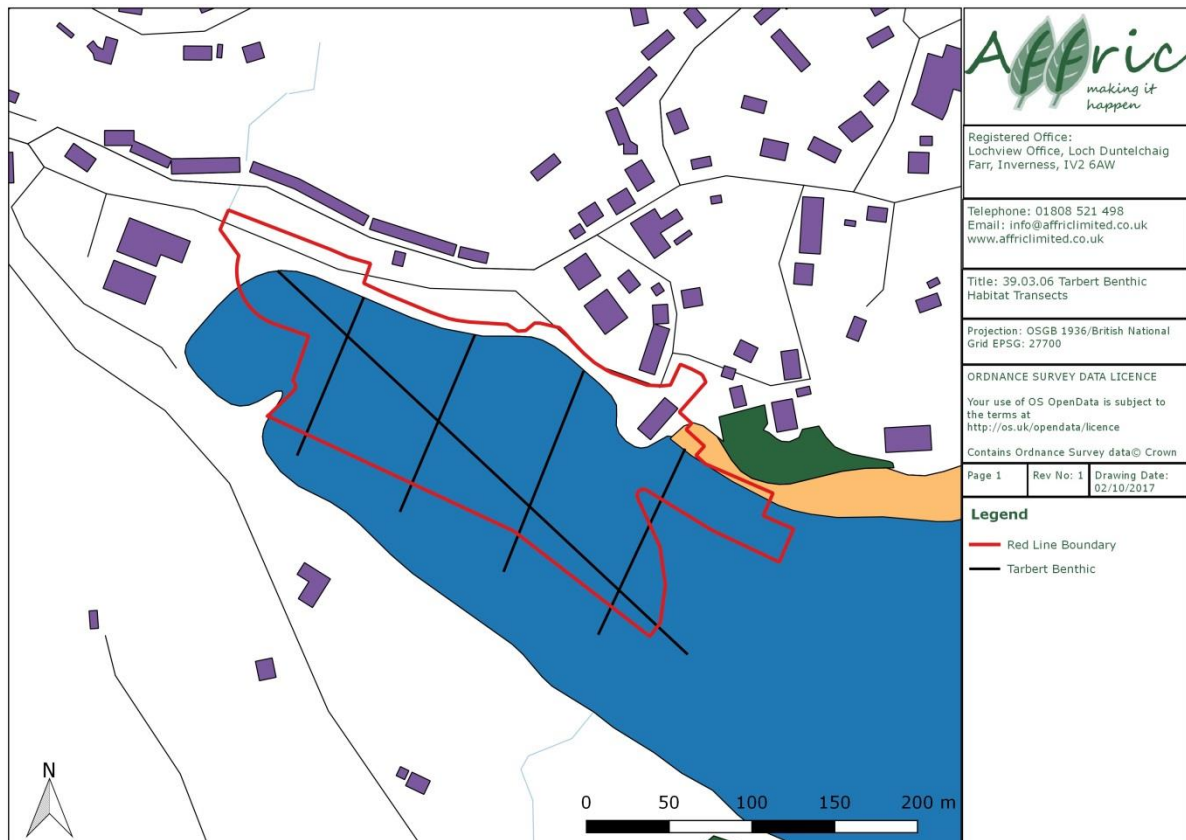 Affric
making it
happen
Registered Office:
Lochview Office, Loch Duntelchaig
Farr, Inverness, IV2 6AW
Telephone: 01808 521 498
Email: info@affriclimited.co.uk
www.affriclimited.co.uk
Title: 39.03.06 Tarbert Benthic
Habitat Transects
Projection: OSGB 1936/British National
Grid EPSG: 27700
ORDNANCE SURVEY DATA LICENCE
Your use of OS OpenData is subject to
the terms at
http://os.uk/opendata/licence
Contains Ordnance Survey data© Crown
Page 1
Rev No: 1
Drawing Date:
02/10/2017
Legend
Red Line Boundary
Tarbert Benthic
N
0 50 100 150 200 m